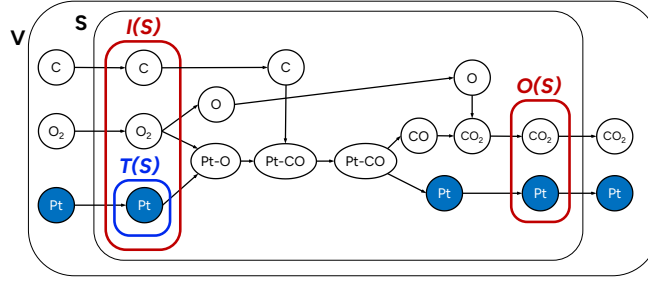 V
S
I(S)
O(S)
T(S)
C
C
C
O
O
O₂
O₂
CO
CO₂
CO₂
CO₂
Pt-O
Pt-CO
Pt-CO
Pt
Pt
Pt
Pt
Pt